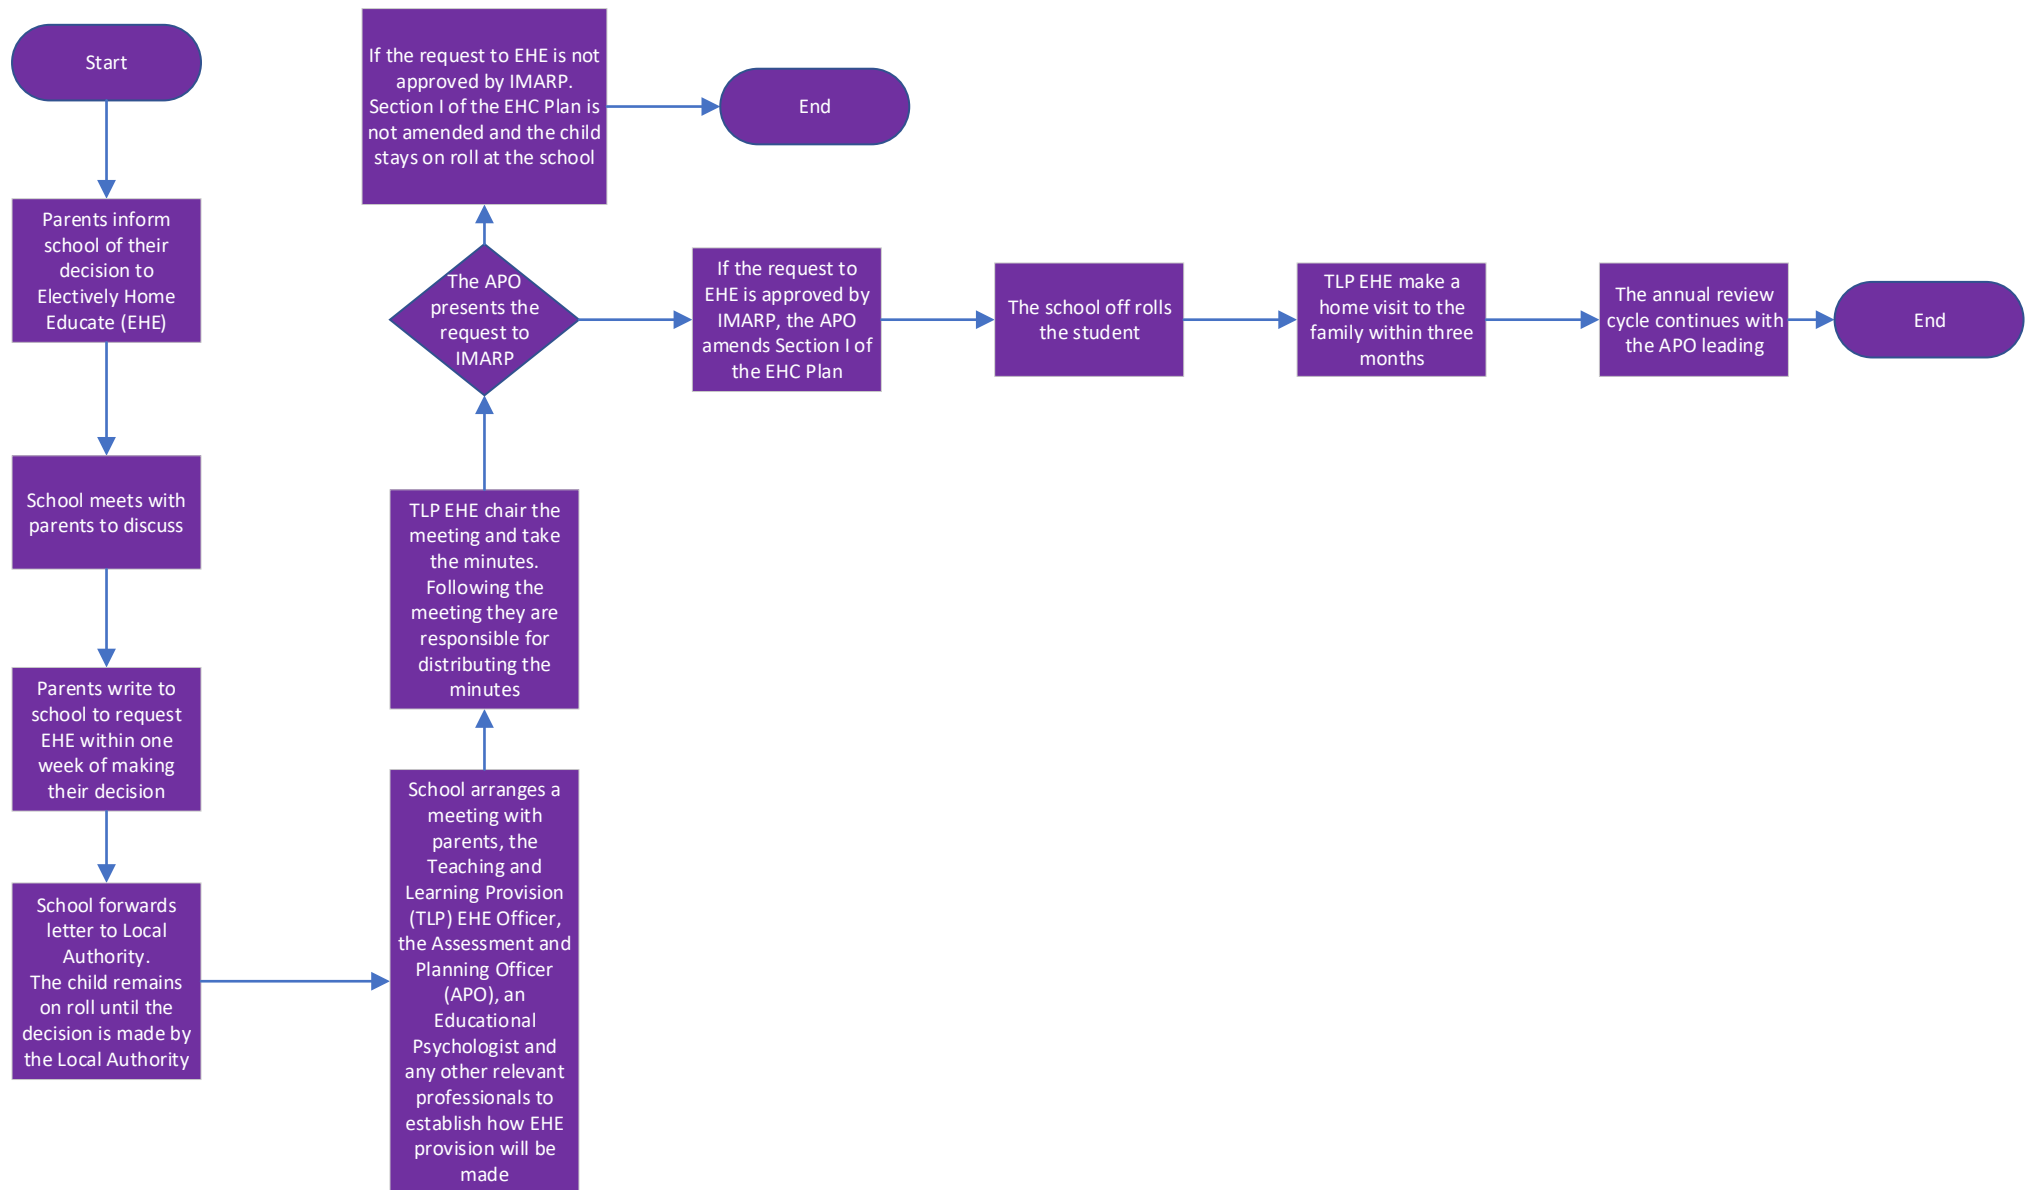 Start
Parents inform
school of their
decision to
Electively Home
Educate (EHE)
School meets with
parents to discuss
Parents write to
school to request
EHE within one
week of making
their decision
School forwards
letter to Local
Authority.
The child remains
on roll until the
decision is made by
the Local Authority
School arranges a
meeting with
parents, the
Teaching and
Learning Provision
(TLP) EHE Officer,
the Assessment and
Planning Officer
(APO), an
Educational
Psychologist and
any other relevant
professionals to
establish how EHE
provision will be
made
TLP EHE chair the
meeting and take
the minutes.
Following the
meeting they are
responsible for
distributing the
minutes
The APO
presents the
request to
IMARP
If the request to EHE is not
approved by IMARP.
Section I of the EHC Plan is
not amended and the child
stays on roll at the school
End
If the request to
EHE is approved by
IMARP, the APO
amends Section I of
the EHC Plan
The school off rolls
the student
TLP EHE make a
home visit to the
family within three
months
The annual review
cycle continues with
the APO leading
End